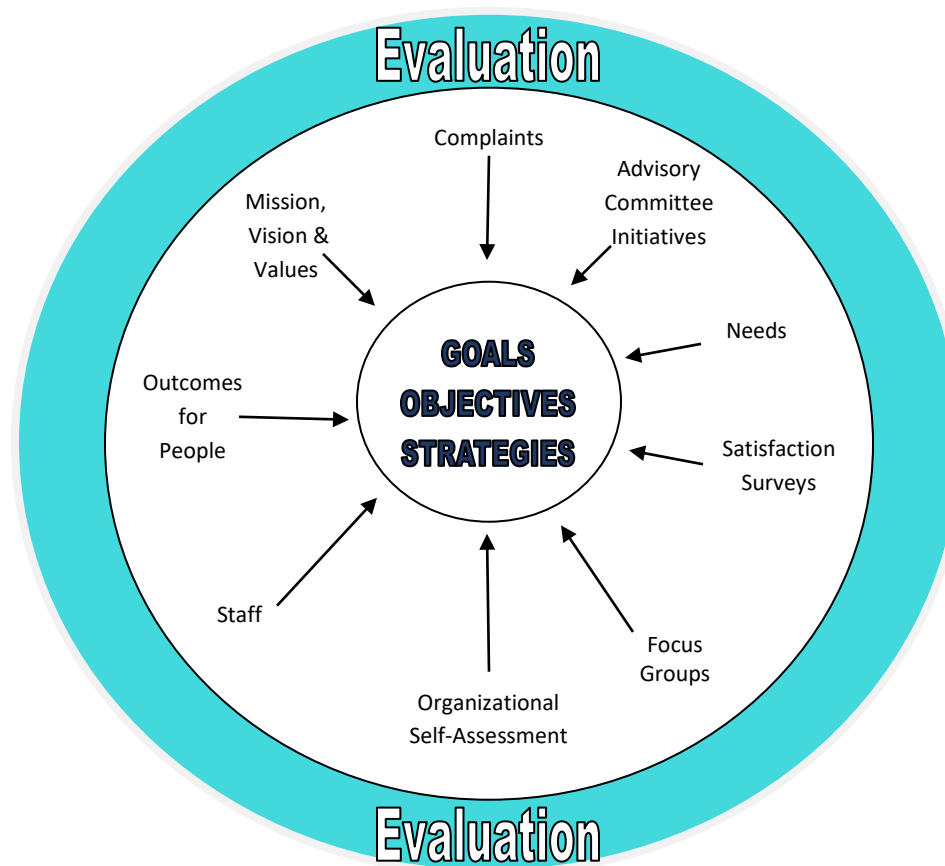 Evaluation
Complaints
Advisory
Committee
Initiatives
Mission,
Vision &
Values
Needs
GOALS
OBJECTIVES
STRATEGIES
Outcomes
for
People
Satisfaction
Surveys
Staff
Focus
Groups
Organizational
Self-Assessment
Evaluation